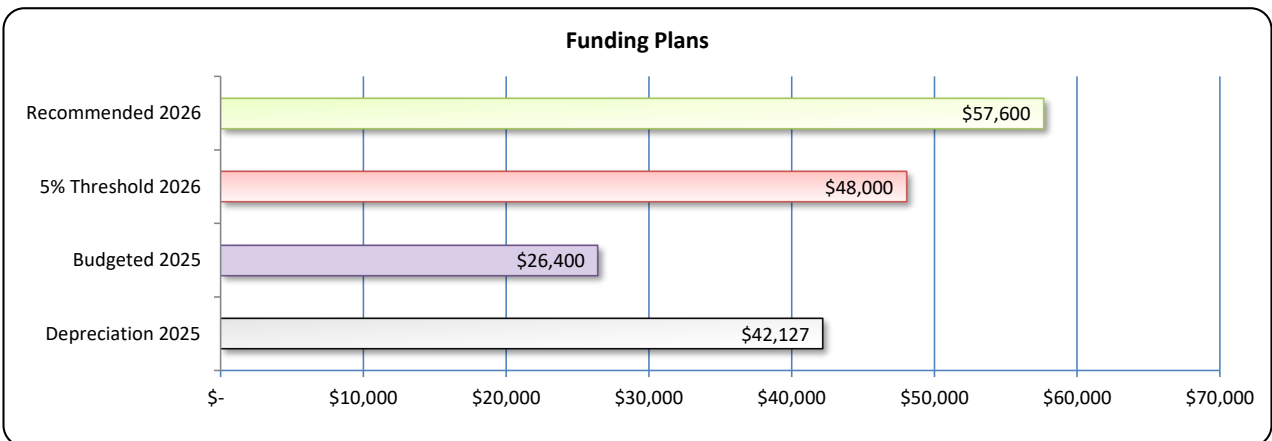 Funding Plans
Recommended 2026
$57,600
5% Threshold 2026
$48,000
Budgeted 2025
$26,400
Depreciation 2025
$42,127
$- $10,000 $20,000 $30,000 $40,000 $50,000 $60,000 $70,000